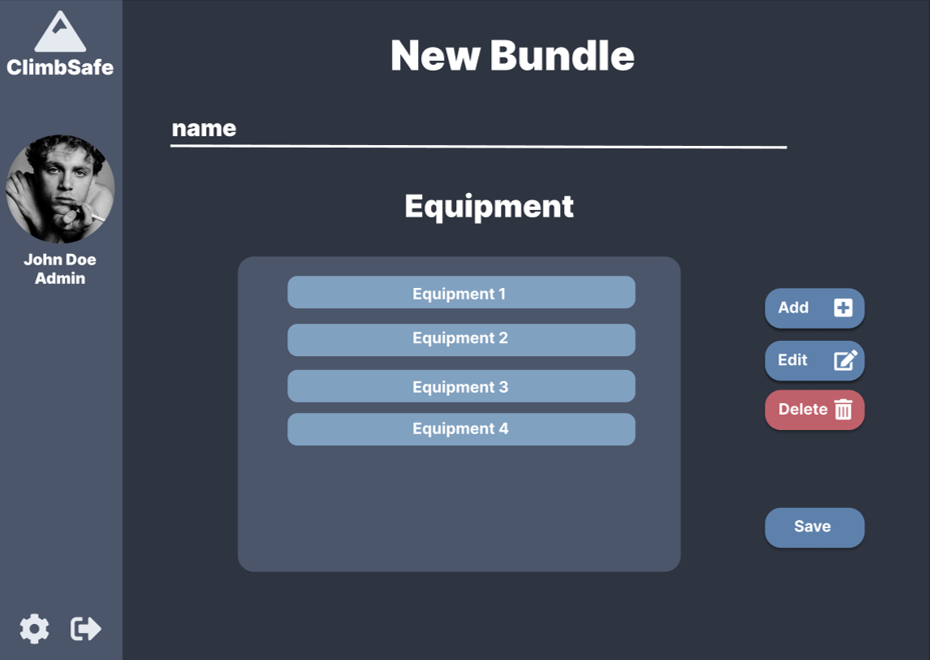 ClimbSafe
John Doe
Admin
New Bundle
name
Equipment
Equipment 1
Equipment 2
Equipment 3
Equipment 4
Add
Edit
Delete
Save